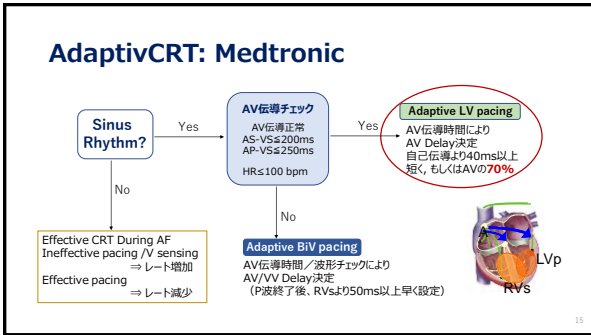 AdaptivCRT: Medtronic
Sinus
Rhythm?
Yes
AV伝導チェック
AV伝導正常
AS-VS≦200ms
AP-VS≦250ms
HR≤100 bpm
Yes
Adaptive LV pacing
AV伝導時間により
AV Delay決定
自己伝導より40ms以上
短く, もしくはAVの70%
No
No
Effective CRT During AF
Ineffective pacing /V sensing
⇒ レート増加
Effective pacing
⇒ レート減少
Adaptive BiV pacing
AV伝導時間/波形チェックにより
AV/VV Delay決定
(P波終了後、RVsより50ms以上早く設定)
A
LVp
RVs
15